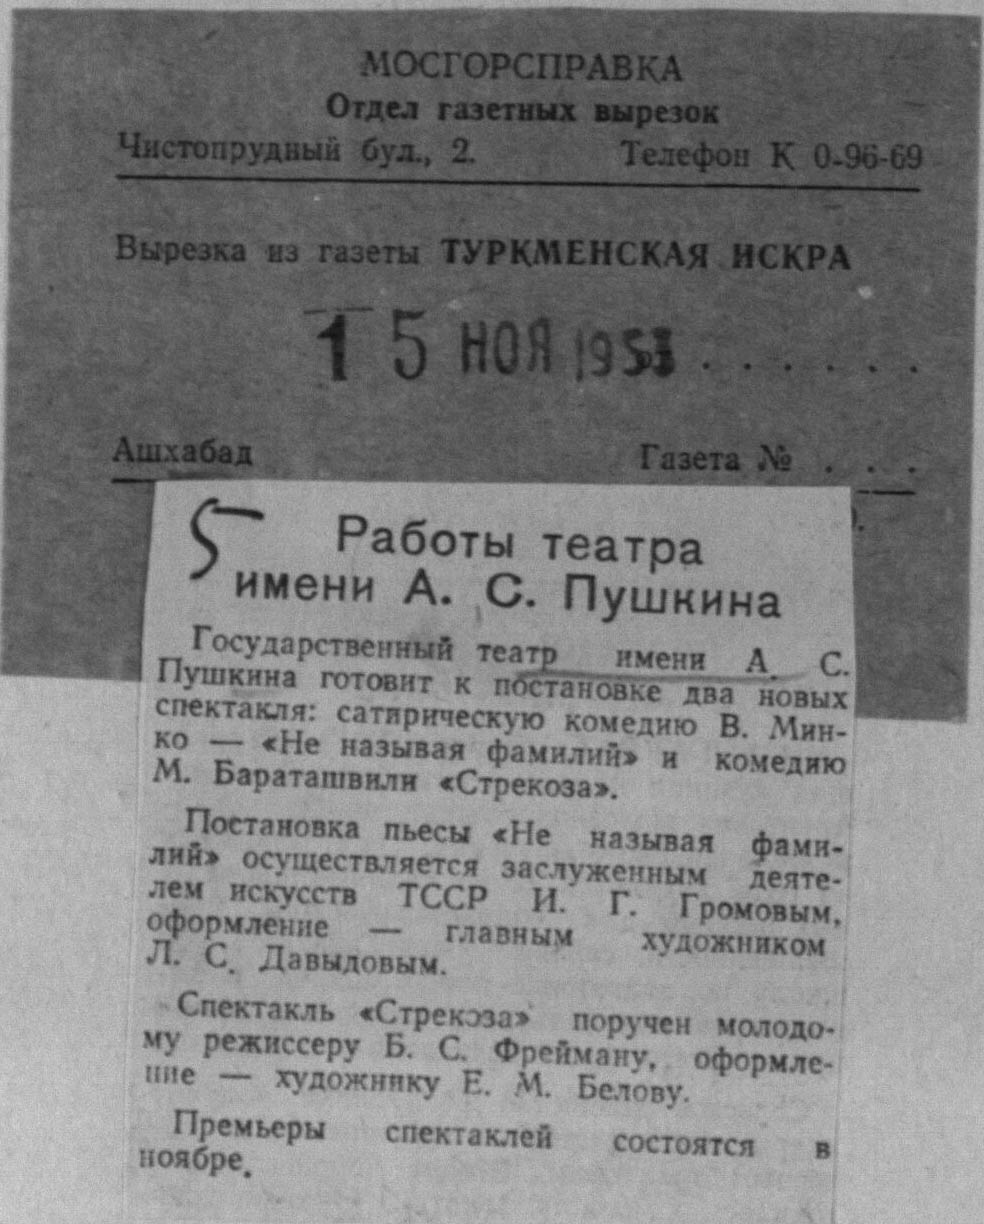 МОСГОРСПРАВКА
Отдел газетных вырезок
Чистопрудный бул., 2. Телефон К 0-96-69
Вырезка из газеты ТУРКМЕНСКАЯ ИСКРА
15 НОЯ 1953 . . . . . .
Ашхабад Газета № . . .
5
Работы театра
имени А. С. Пушкина
Государственный театр имени А. С.
Пушкина готовит к постановке два новых
спектакля: сатирическую комедию В. Мин-
ко — «Не называя фамилий» и комедию
М. Бараташвили «Стрекоза».
Постановка пьесы «Не называя фами-
лий» осуществляется заслуженным деяте-
лем искусств ТССР И. Г. Громовым,
оформление — главным художником
Л. С. Давыдовым.
Спектакль «Стрекоза» поручен молодо-
му режиссеру Б. С. Фрейману, оформле-
ние — художнику Е. М. Белову.
Премьеры спектаклей состоятся в
ноябре.